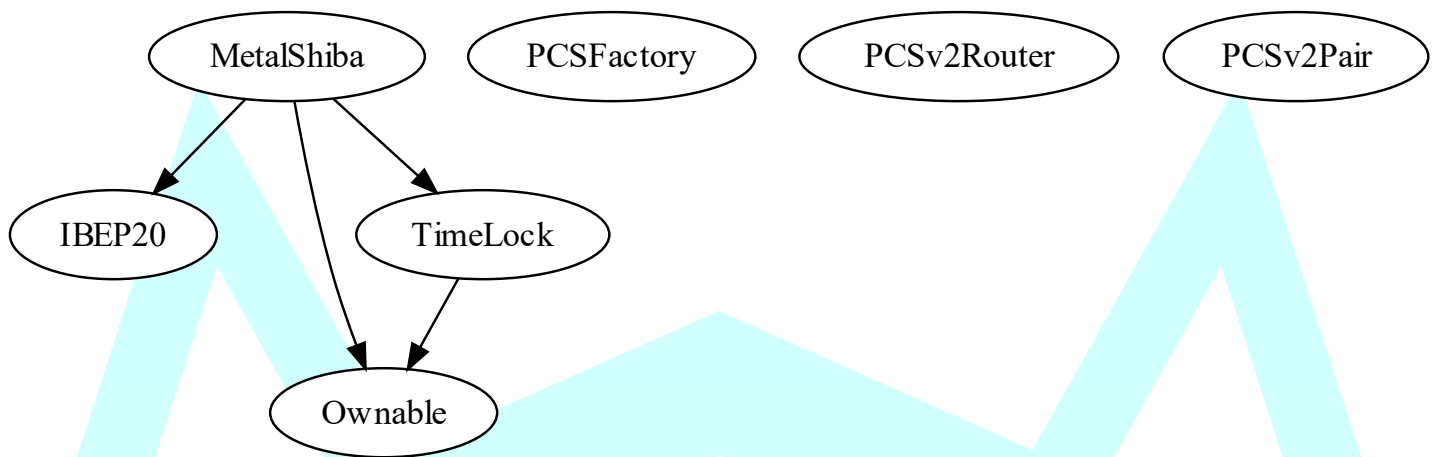 MetalShiba
PCSFactory
PCSv2Router
PCSv2Pair
IBEP20
TimeLock
Ownable